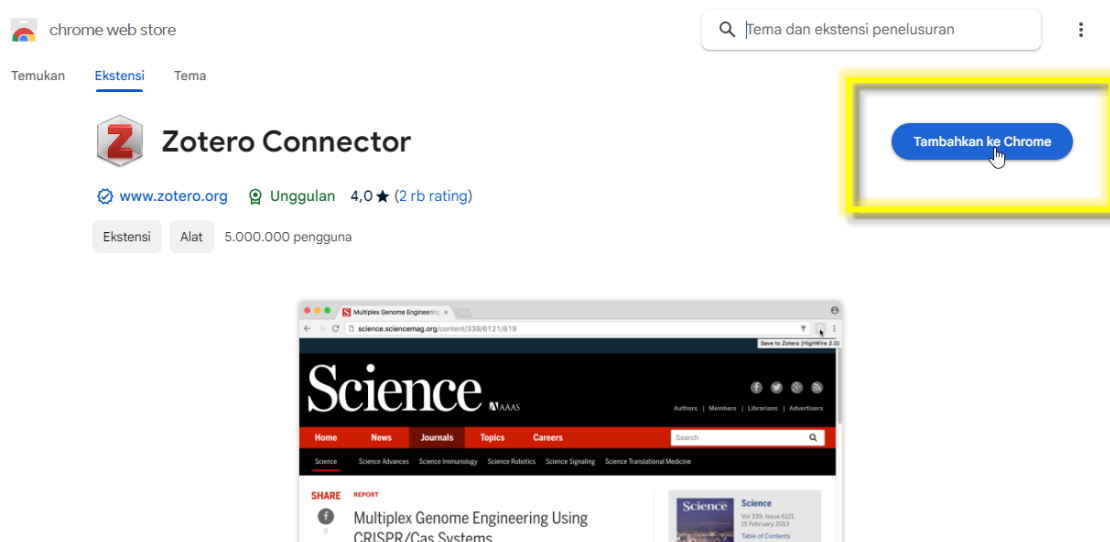 chrome web store
Tema dan ekstensi penelusuran
Temukan Ekstensi Tema
Zotero Connector
Tambahkan ke Chrome
www.zotero.org Unggulan 4,0 ★ (2 rb rating)
Ekstensi Alat 5.000.000 pengguna
Multiplex Genome Engineering
science.sciencemag.org/content/339/6121/819
Save to Zotero (HighWire 2.0)
Science
AAAS
Authors | Members | Librarians | Advertisers
Home News Journals Topics Careers
Search
Science Science Advances Science Immunology Science Robotics Science Signaling Science Translational Medicine
SHARE
0
REPORT
Multiplex Genome Engineering Using
CRISPR/Cas Systems
Science
Science
Vol 339, Issue 6121
15 February 2013
Table of Contents